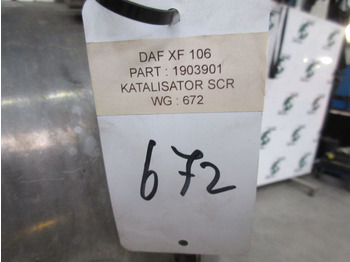 DAF XF 106
PART : 1903901
KATALISATOR SCR
WG : 672
672